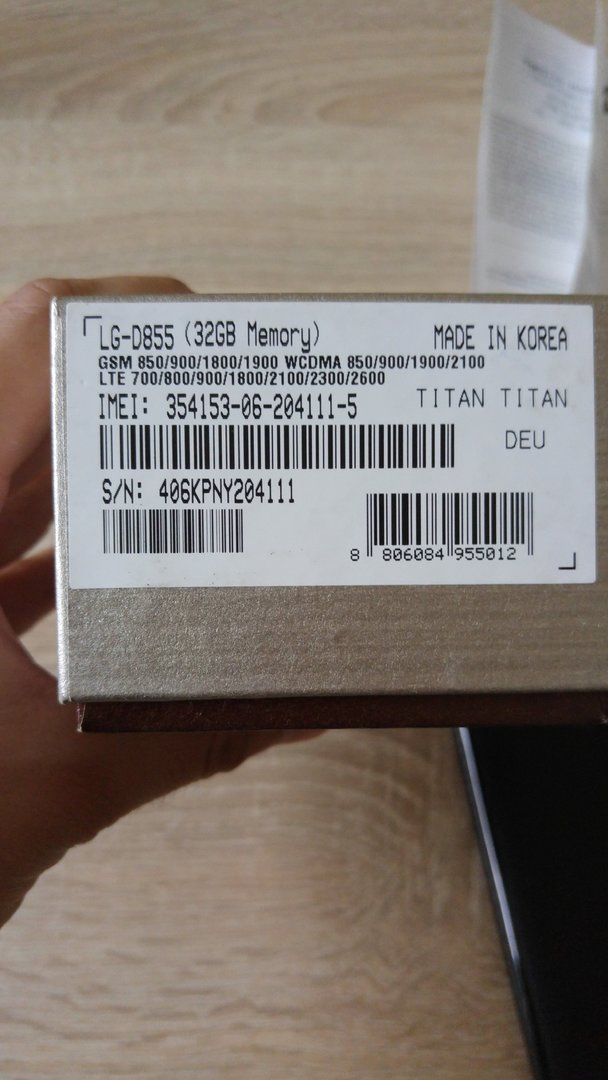 LG-D855 (32GB Memory) MADE IN KOREA
GSM 850/900/1800/1900 WCDMA 850/900/1900/2100
LTE 700/800/900/1800/2100/2300/2600
IMEI: 354153-06-204111-5
TITAN TITAN
DEU
S/N: 406KPNY204111
8 806084 955012